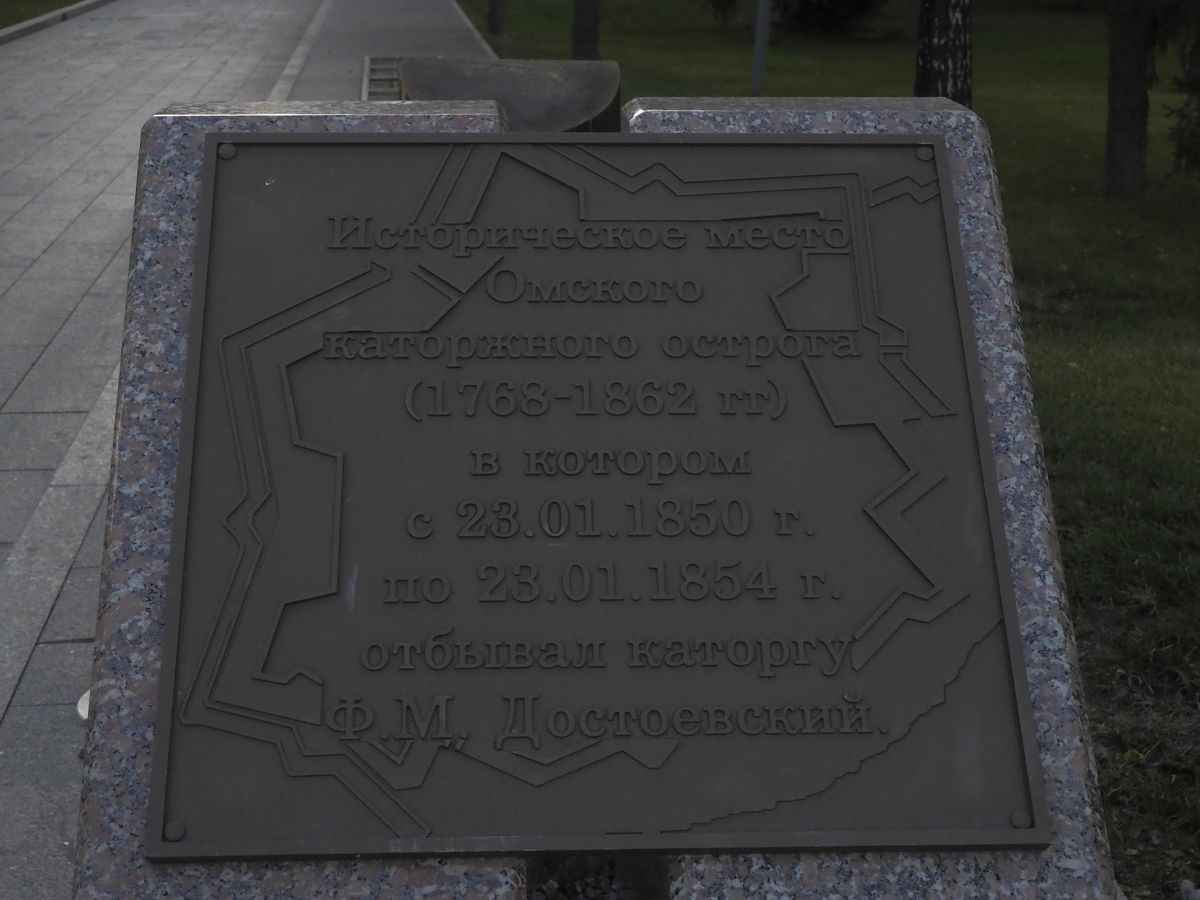 Историческое место
Омского
каторжного острога
(1768-1862 гг)
в котором
с 23.01.1850 г.
по 23.01.1854 г.
отбывал каторгу
Ф.М. Достоевский.